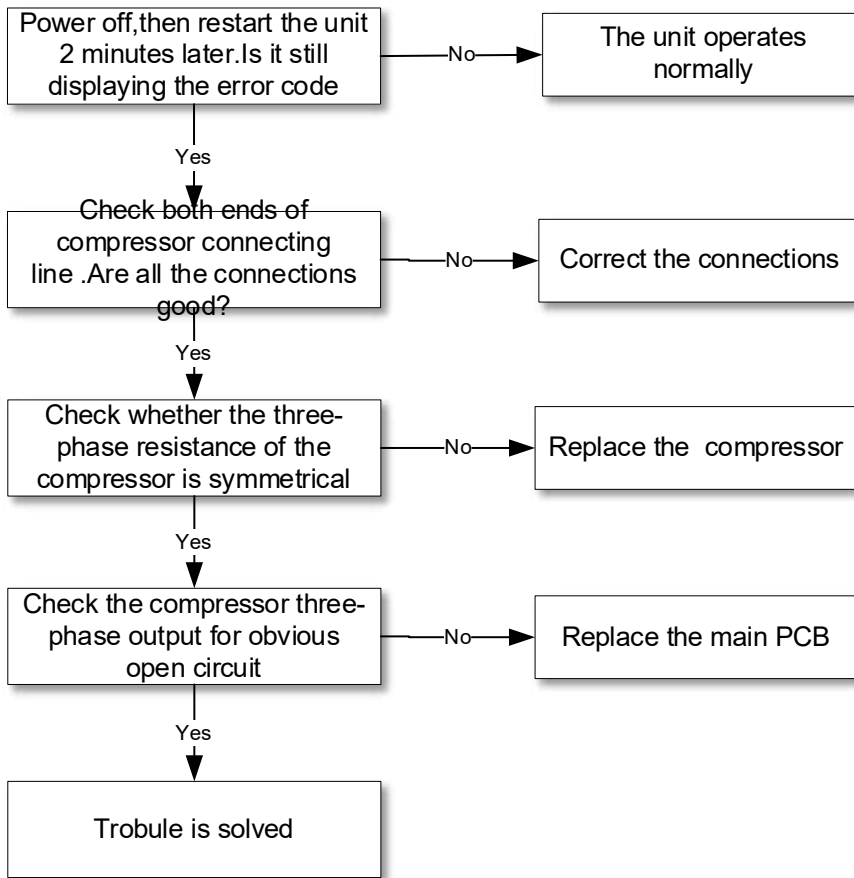 Power off,then restart the unit
2 minutes later.Is it still
displaying the error code
No
The unit operates
normally
Yes
Check both ends of
compressor connecting
line .Are all the connections
good?
No
Correct the connections
Yes
Check whether the three-
phase resistance of the
compressor is symmetrical
No
Replace the  compressor
Yes
Check the compressor three-
phase output for obvious
open circuit
No
Replace the main PCB
Yes
Trobule is solved